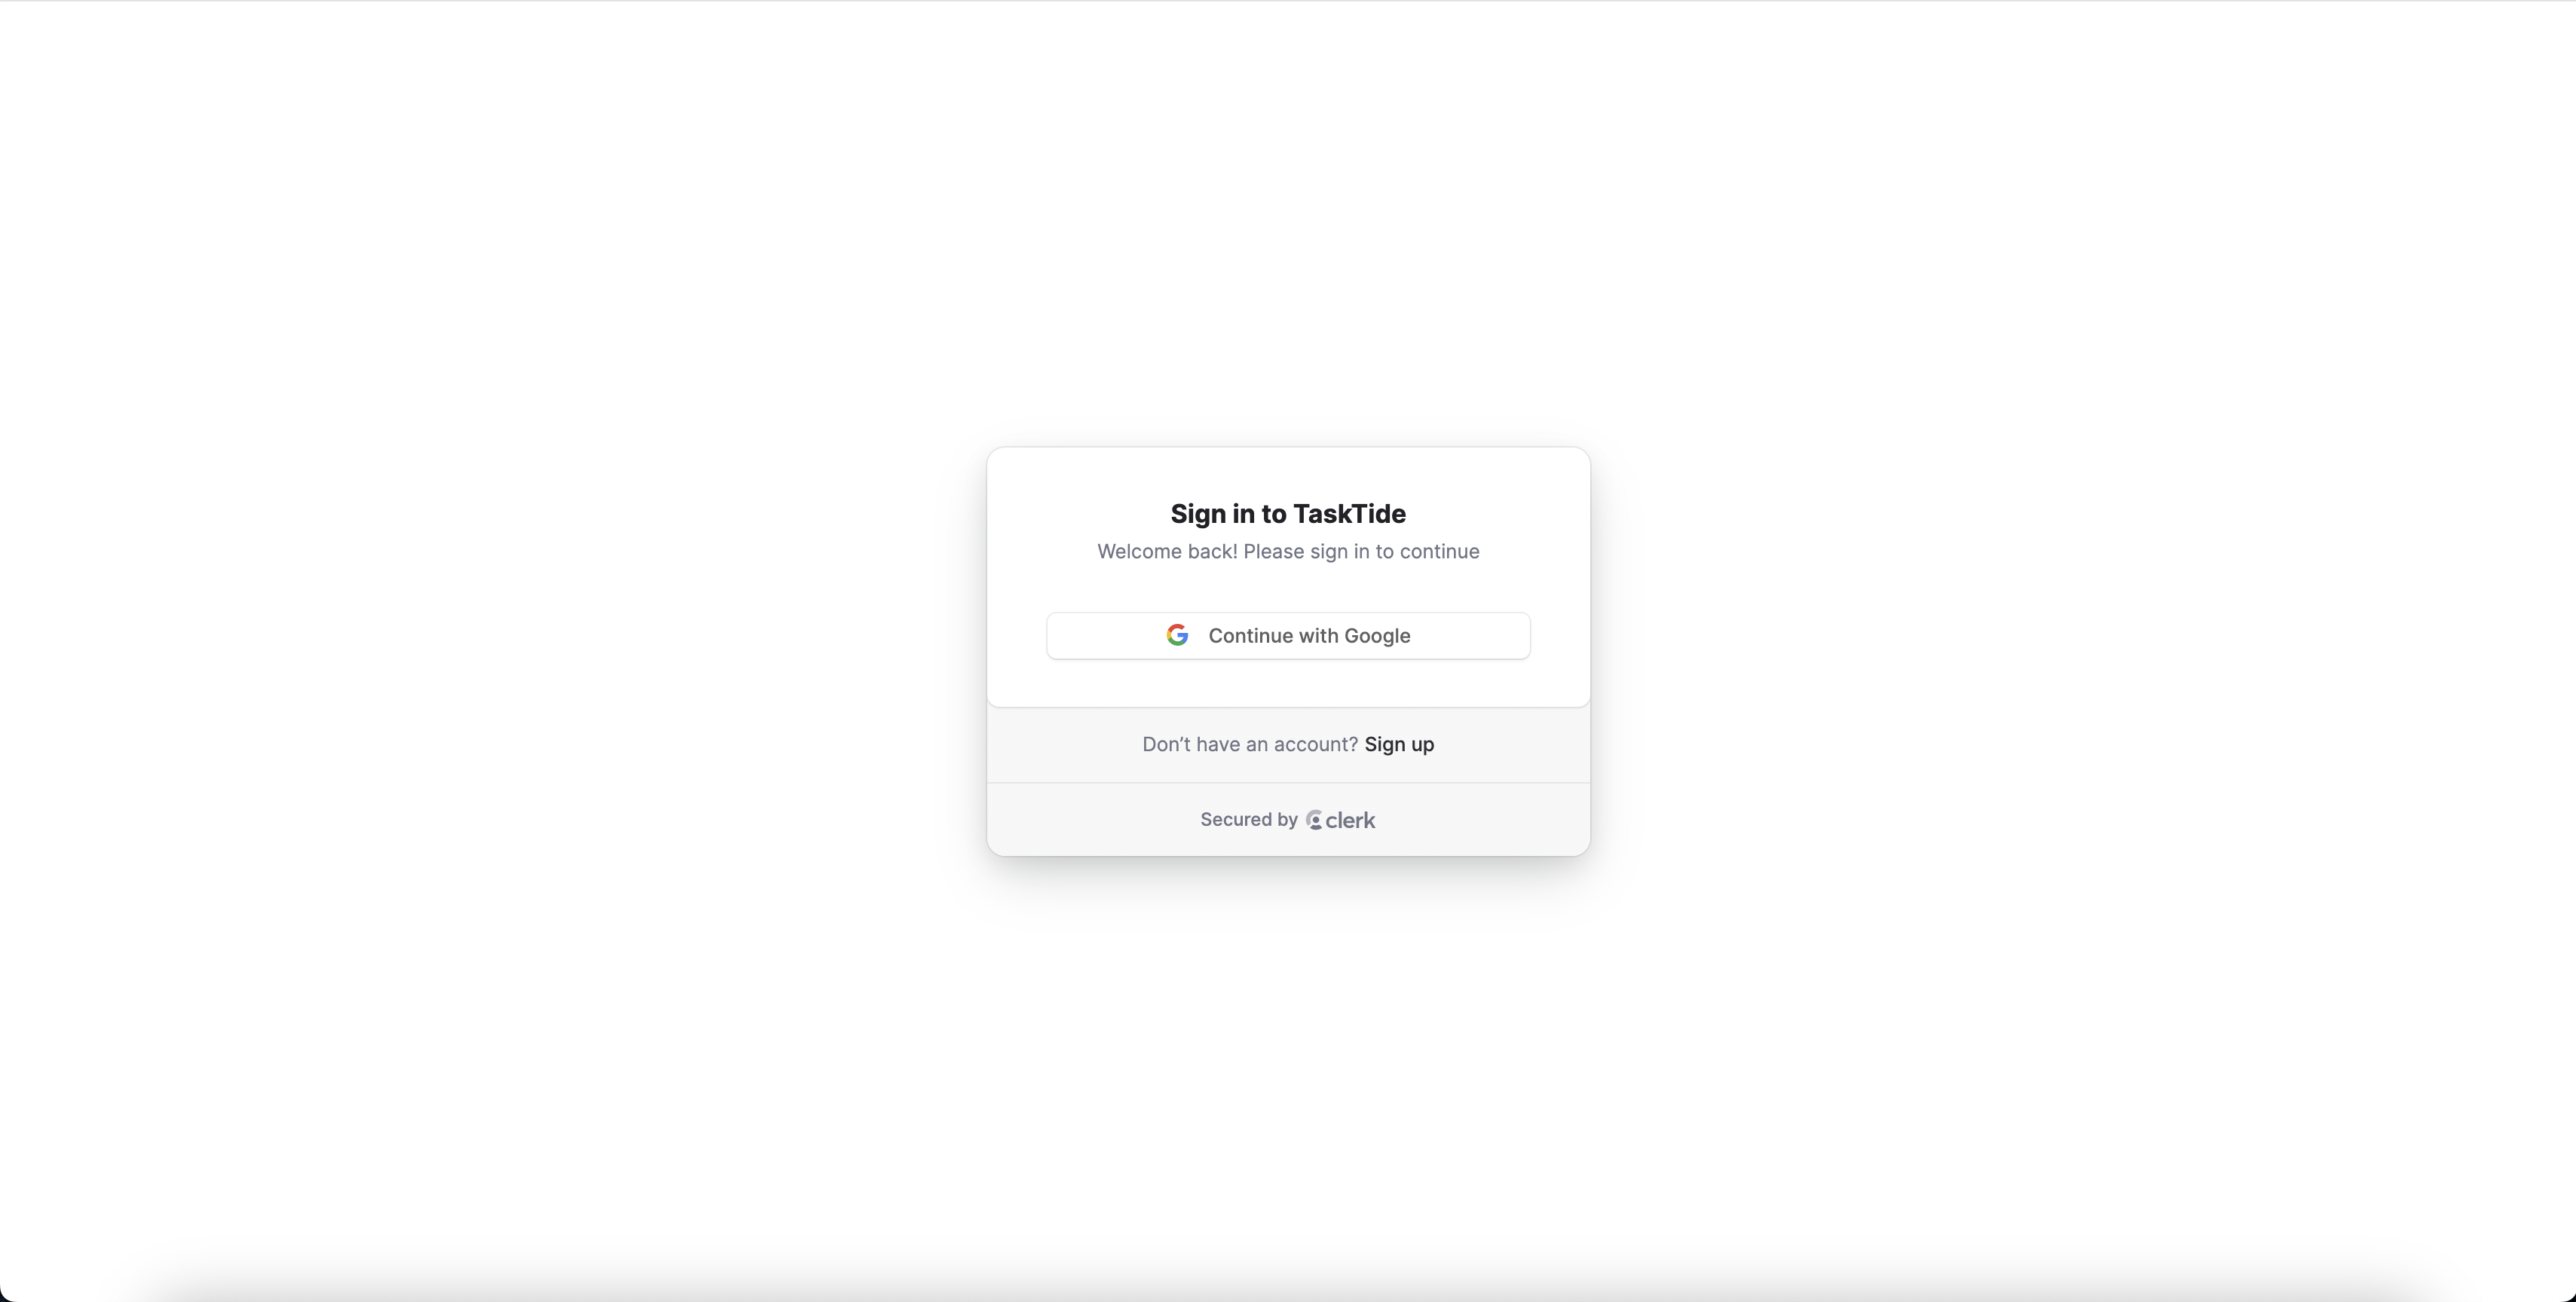 Sign in to TaskTide
Welcome back! Please sign in to continue
Continue with Google
Don’t have an account? Sign up
Secured by clerk